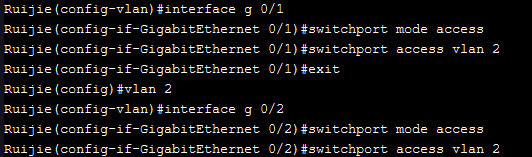 Ruijie(config-vlan)#interface g 0/1
Ruijie(config-if-GigabitEthernet 0/1)#switchport mode access
Ruijie(config-if-GigabitEthernet 0/1)#switchport access vlan 2
Ruijie(config-if-GigabitEthernet 0/1)#exit
Ruijie(config)#vlan 2
Ruijie(config-vlan)#interface g 0/2
Ruijie(config-if-GigabitEthernet 0/2)#switchport mode access
Ruijie(config-if-GigabitEthernet 0/2)#switchport access vlan 2